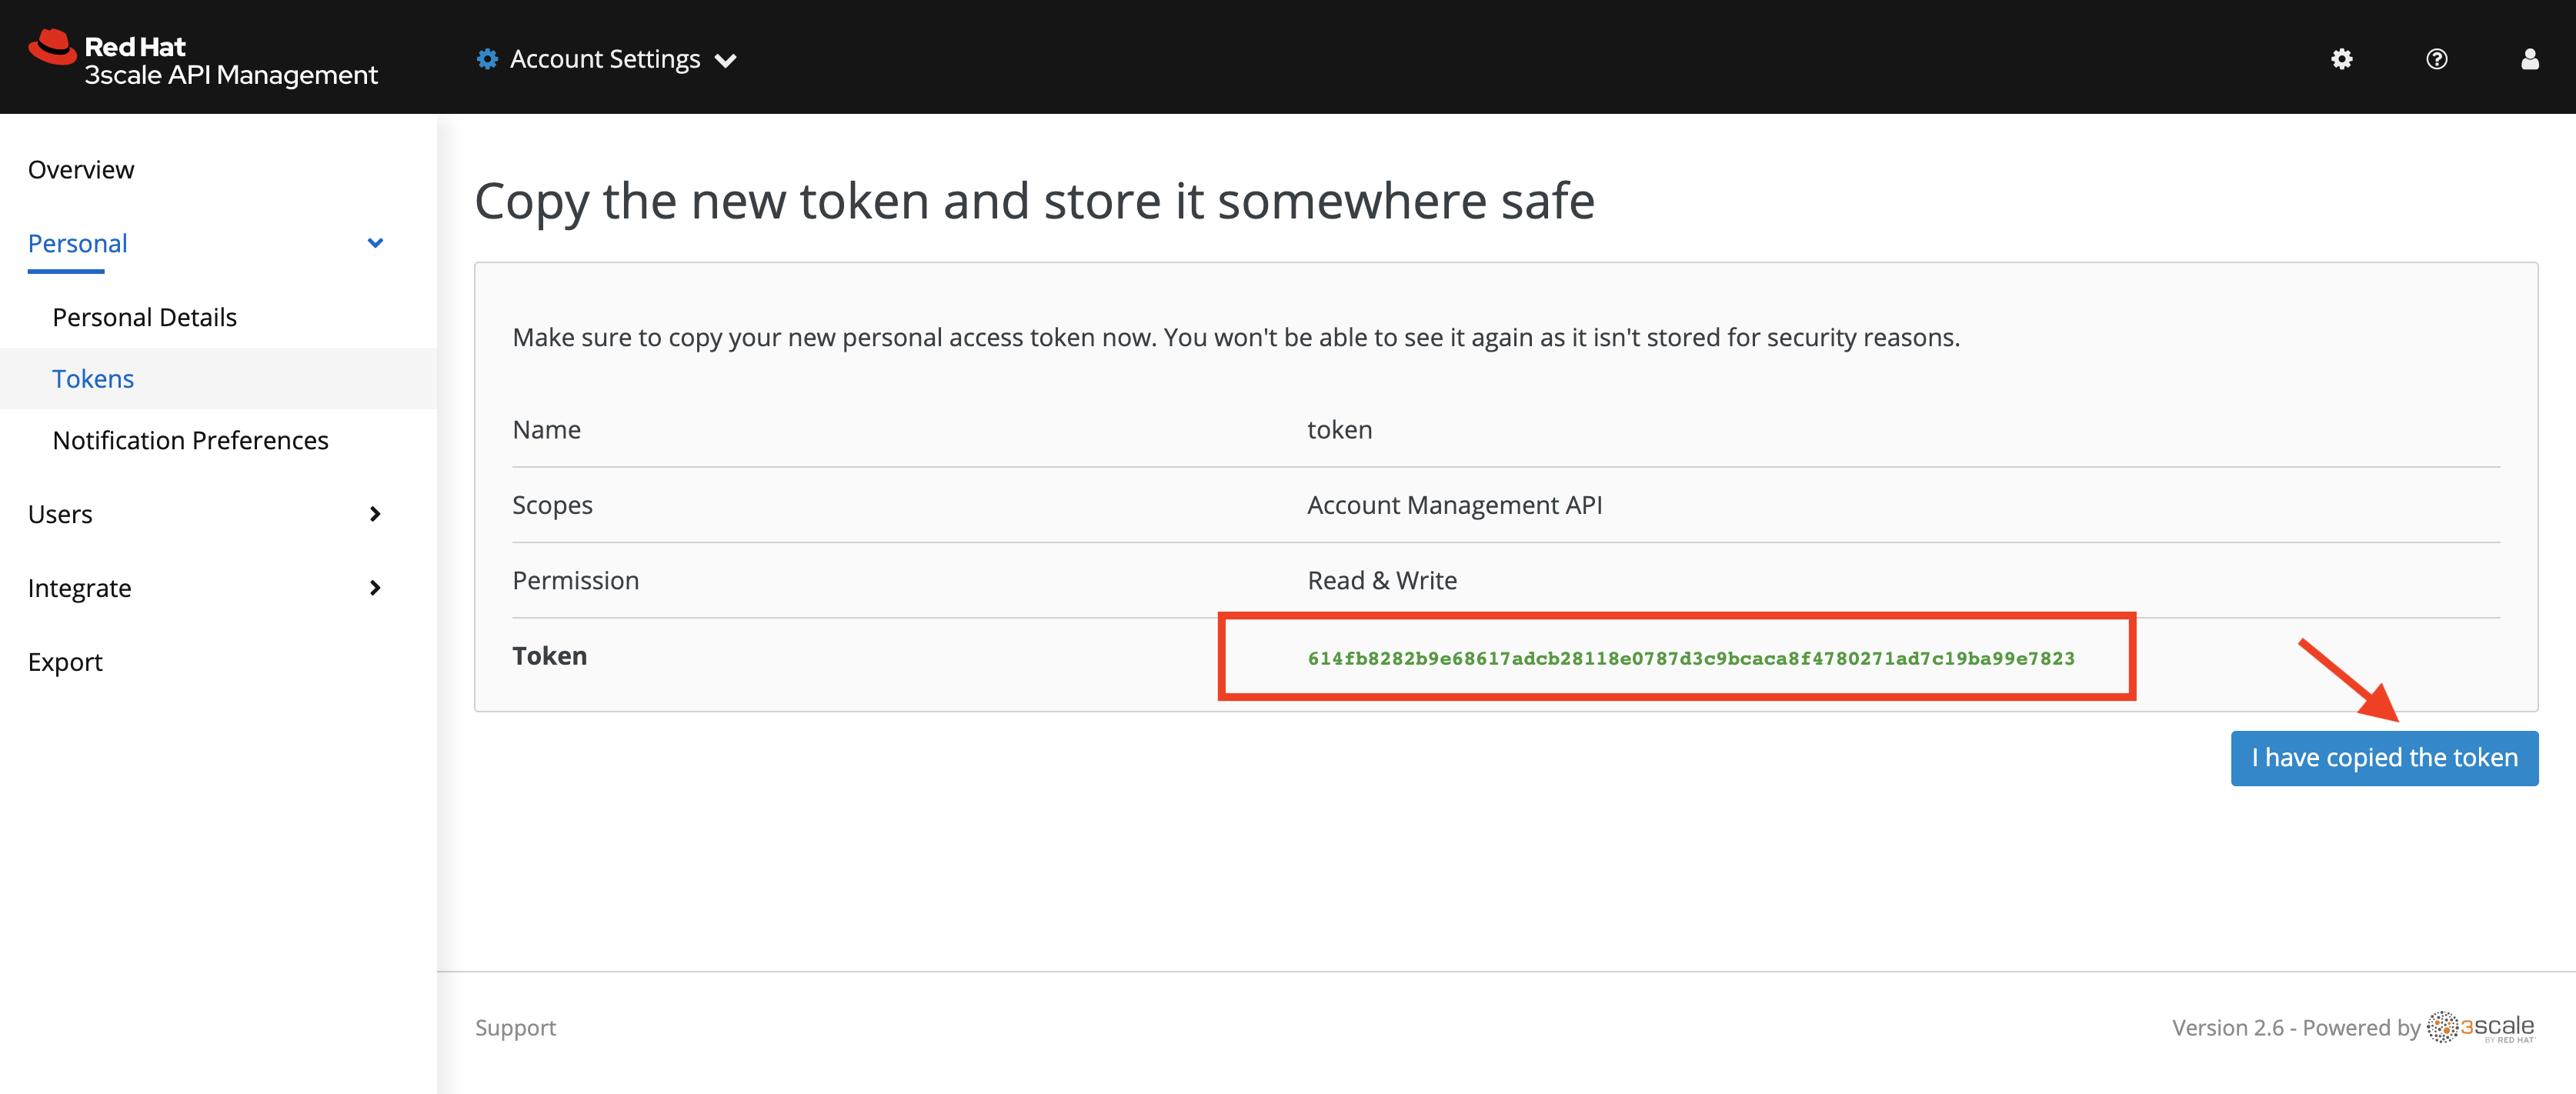 Red Hat
3scale API Management
Account Settings
Overview
Personal
Personal Details
Tokens
Notification Preferences
Users
Integrate
Export
Copy the new token and store it somewhere safe
Make sure to copy your new personal access token now. You won't be able to see it again as it isn't stored for security reasons.
Name token
Scopes Account Management API
Permission Read & Write
Token 614fb8282b9e68617adcb28118e0787d3c9bcaca8f4780271ad7c19ba99e7823
I have copied the token
Support
Version 2.6 - Powered by 3scale
BY RED HAT